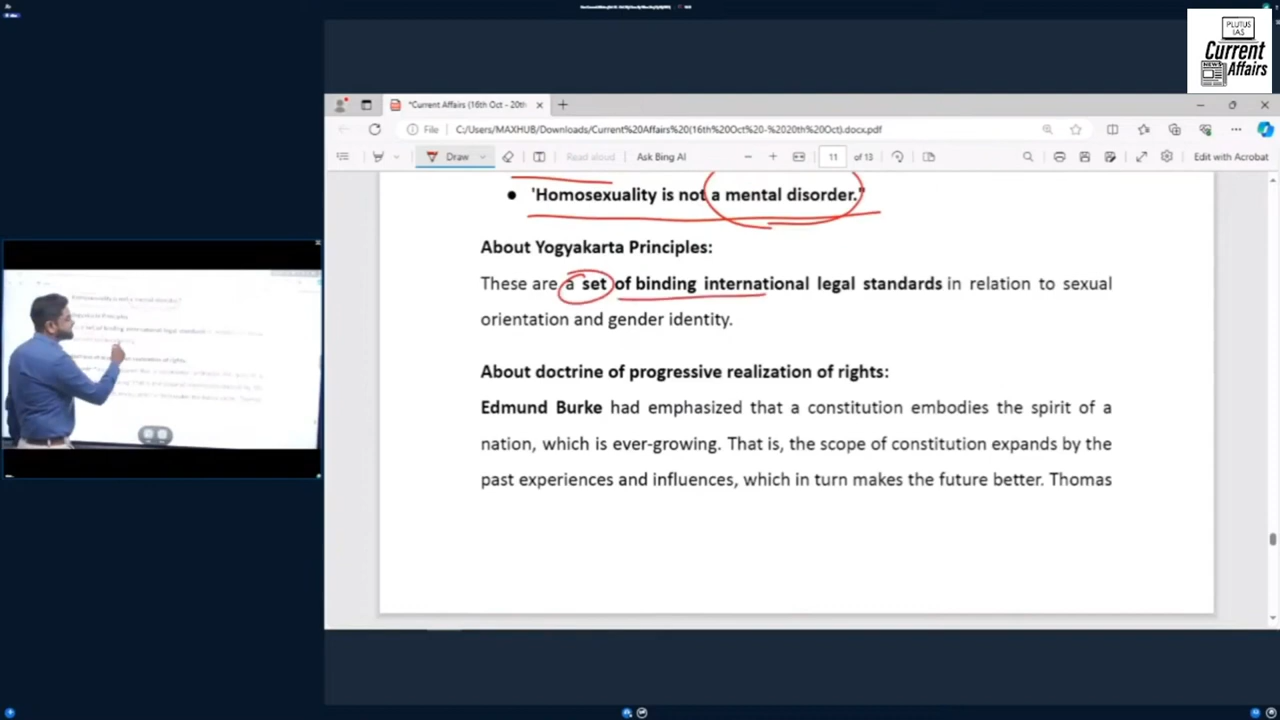 PLUTUS
IAS
Current
NEWS
Affairs
*Current Affairs (16th Oct - 20th
File
C:/Users/MAXHUB/Downloads/Current%20Affairs%20(16th%20Oct%20-%2020th%20Oct).docx.pdf
Draw
Read aloud
Ask Bing AI
11
of 13
Edit with Acrobat
● 'Homosexuality is not a mental disorder."
About Yogyakarta Principles:
These are a set of binding international legal standards in relation to sexual
orientation and gender identity.
About doctrine of progressive realization of rights:
Edmund Burke had emphasized that a constitution embodies the spirit of a
nation, which is ever-growing. That is, the scope of constitution expands by the
past experiences and influences, which in turn makes the future better. Thomas